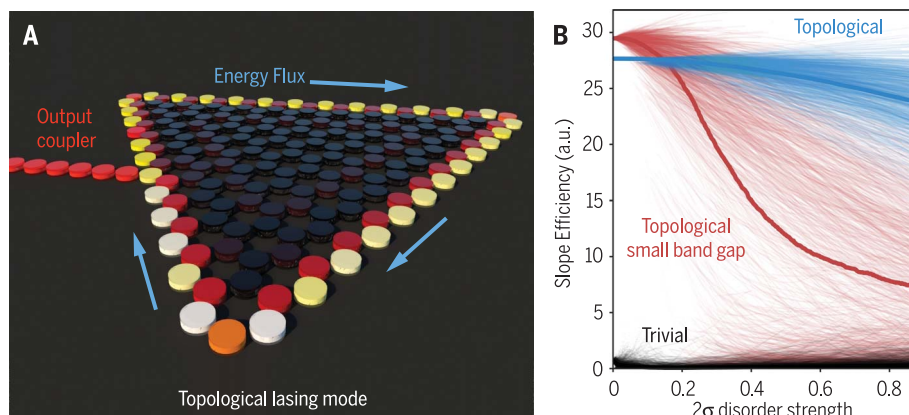 A
Energy Flux
Output
coupler
Topological lasing mode
B
Slope Efficiency (a.u.)
30
25
20
15
10
5
0
Topological
Topological
small band gap
Trivial
0
0.2
0.4
0.6
0.8
2σ disorder strength